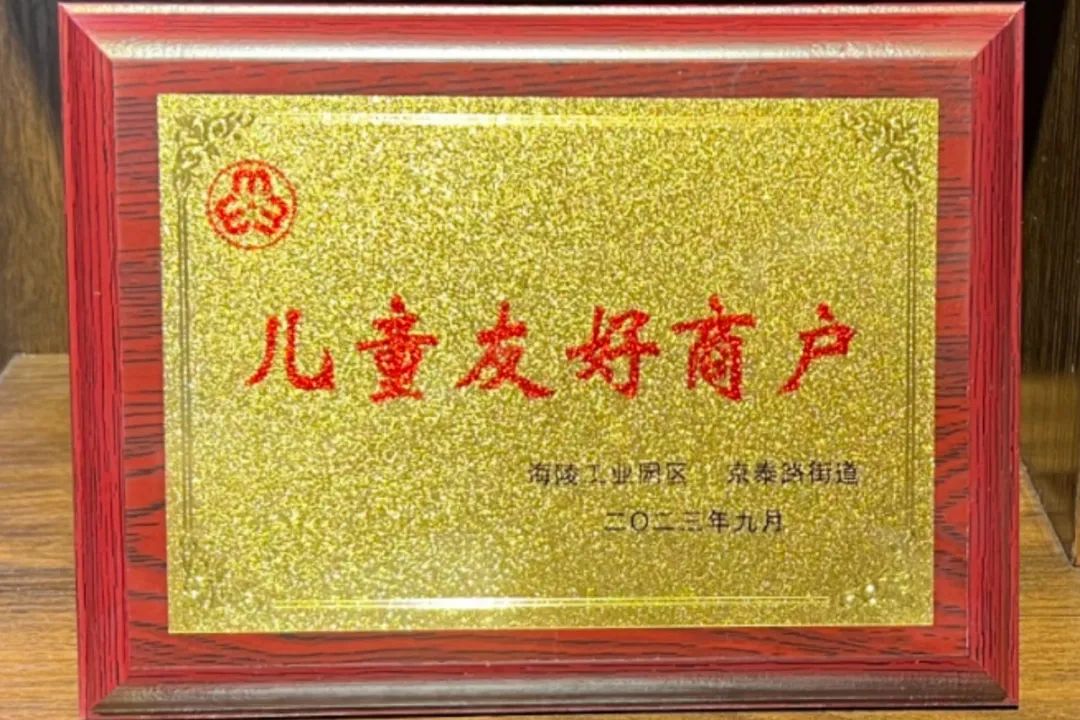 儿童友好商户
海陵工业园区 京泰路街道
二〇二三年九月